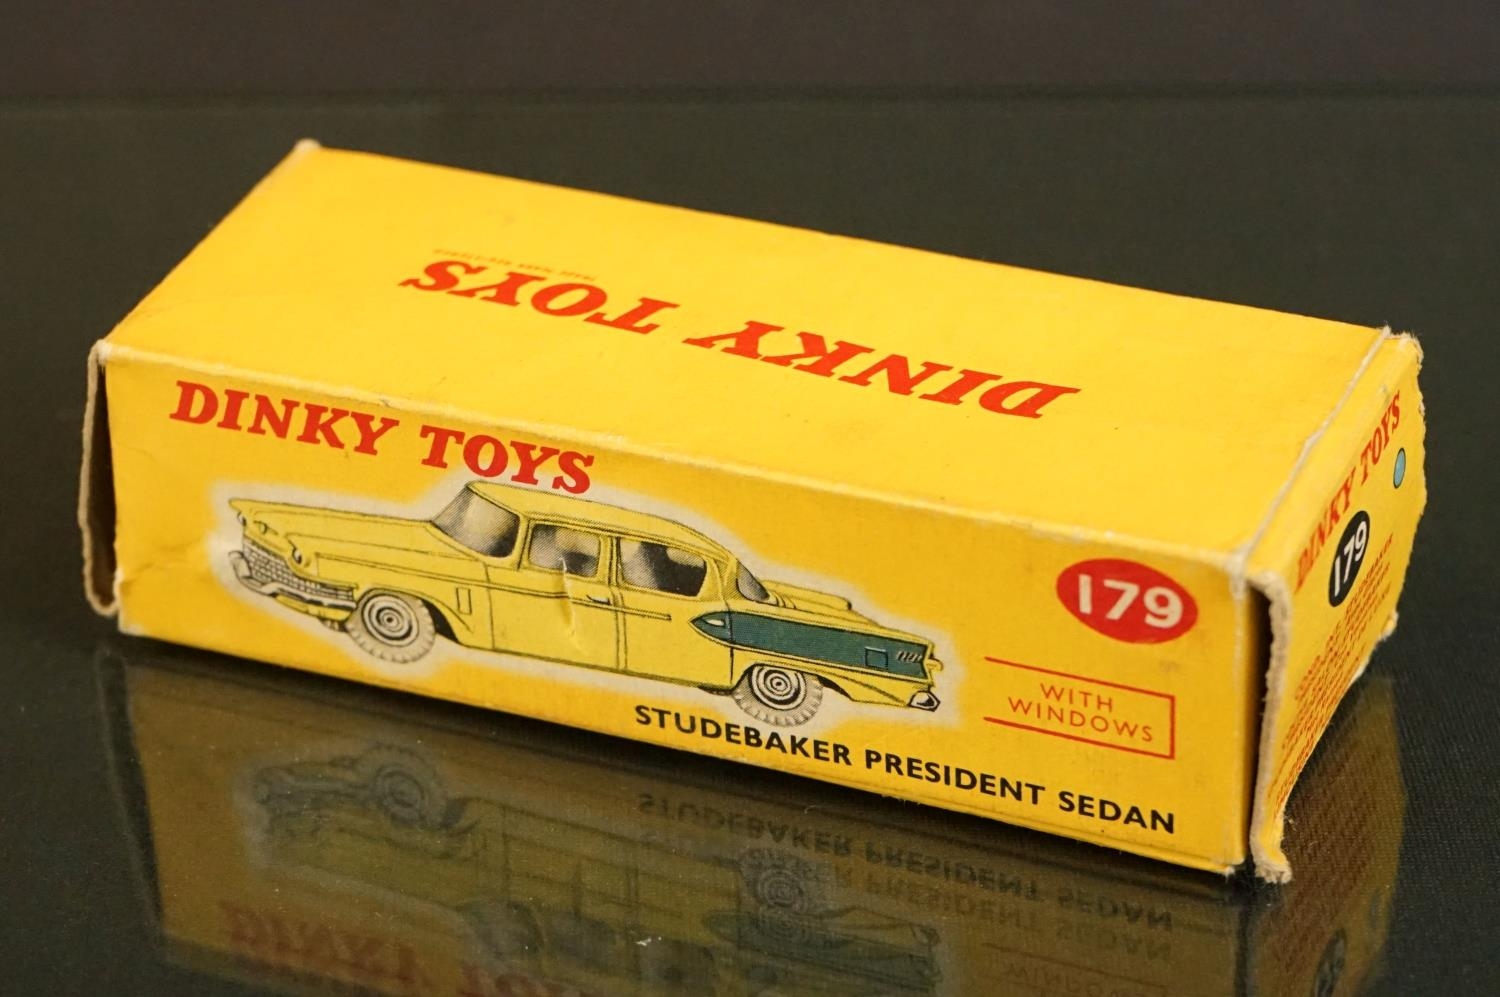 DINKY TOYS
DINKY TOYS
179
WITH
WINDOWS
STUDEBAKER PRESIDENT SEDAN
DINKY TOYS
179